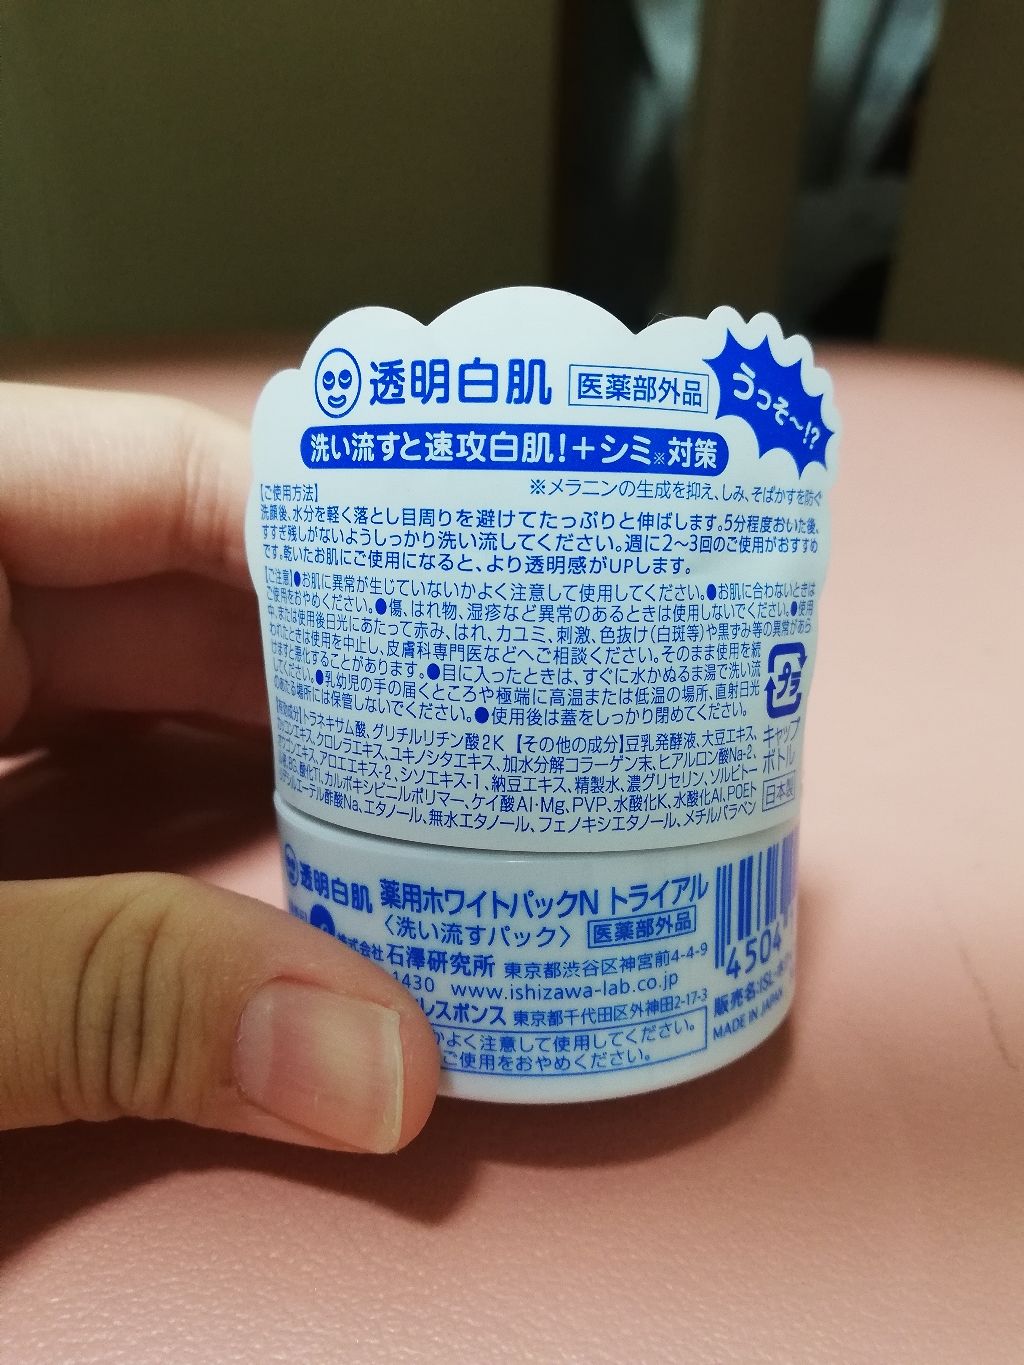 透明白肌 医薬部外品
うっそ～!?
洗い流すと速攻白肌!＋シミ※対策
※メラニンの生成を抑え、しみ、そばかすを防ぐ
【ご使用方法】
洗顔後、水分を軽く落とし目周りを避けてたっぷりと伸ばします。5分程度おいた後、
すすぎ残しがないようしっかり洗い流してください。週に2～3回のご使用がおすすめ
です。乾いたお肌にご使用になると、より透明感がUPします。
【ご注意】●お肌に異常が生じていないかよく注意して使用してください。●お肌に合わないときは
ご使用をおやめください。●傷、はれ物、湿疹など異常のあるときは使用しないでください。●使用
中、または使用後日光にあたって赤み、はれ、カユミ、刺激、色抜け(白斑等)や黒ずみ等の異常があら
われたときは使用を中止し、皮膚科専門医などへご相談ください。そのまま使用を続
けますと悪化することがあります。●目に入ったときは、すぐに水かぬるま湯で洗い流
してください。●乳幼児の手の届くところや極端に高温または低温の場所、直射日光
の当たる場所には保管しないでください。●使用後は蓋をしっかり閉めてください。
プラ
キャップ
ボトル
日本製
【有効成分】トラネキサム酸、グリチルリチン酸2K 【その他の成分】豆乳発酵液、大豆エキス、
エキス、クロレラエキス、ユキノシタエキス、加水分解コラーゲン末、ヒアルロン酸Na-2、
エキス、アロエエキス-2、シソエキス-1、納豆エキス、精製水、濃グリセリン、ソルビトー
BG、酸化Ti、カルボキシビニルポリマー、ケイ酸Al・Mg、PVP、水酸化K、水酸化Al、POEト
エーテル酢酸Na、エタノール、無水エタノール、フェノキシエタノール、メチルパラベン
透明白肌 薬用ホワイトパックN トライアル
〈洗い流すパック〉 医薬部外品
株式会社 石澤研究所 東京都渋谷区神宮前4-4-9
1430 www.ishizawa-lab.co.jp
レスポンス 東京都千代田区外神田2-17-3
かよく注意して使用してください。
ご使用をおやめください。
4504
販売名:ISL-
MADE IN JAPAN